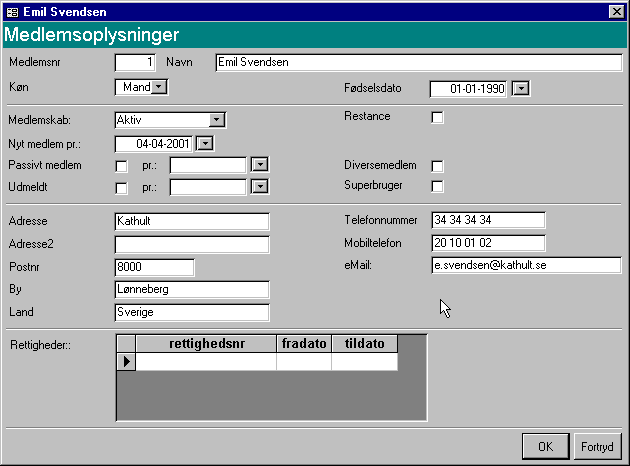 Emil Svendsen
Medlemsoplysninger
Medlemsnr 1 Navn Emil Svendsen
Køn Mand Fødselsdato 01-01-1990
Medlemskab: Aktiv Restance
Nyt medlem pr.: 04-04-2001
Passivt medlem pr.: Diversemedlem
Udmeldt pr.: Superbruger
Adresse Kathult Telefonnummer 34 34 34 34
Adresse2 Mobiltelefon 20 10 01 02
Postnr 8000 eMail: e.svendsen@kathult.se
By Lønneberg
Land Sverige
Rettigheder:: rettighedsnr fradato tildato
OK Fortryd